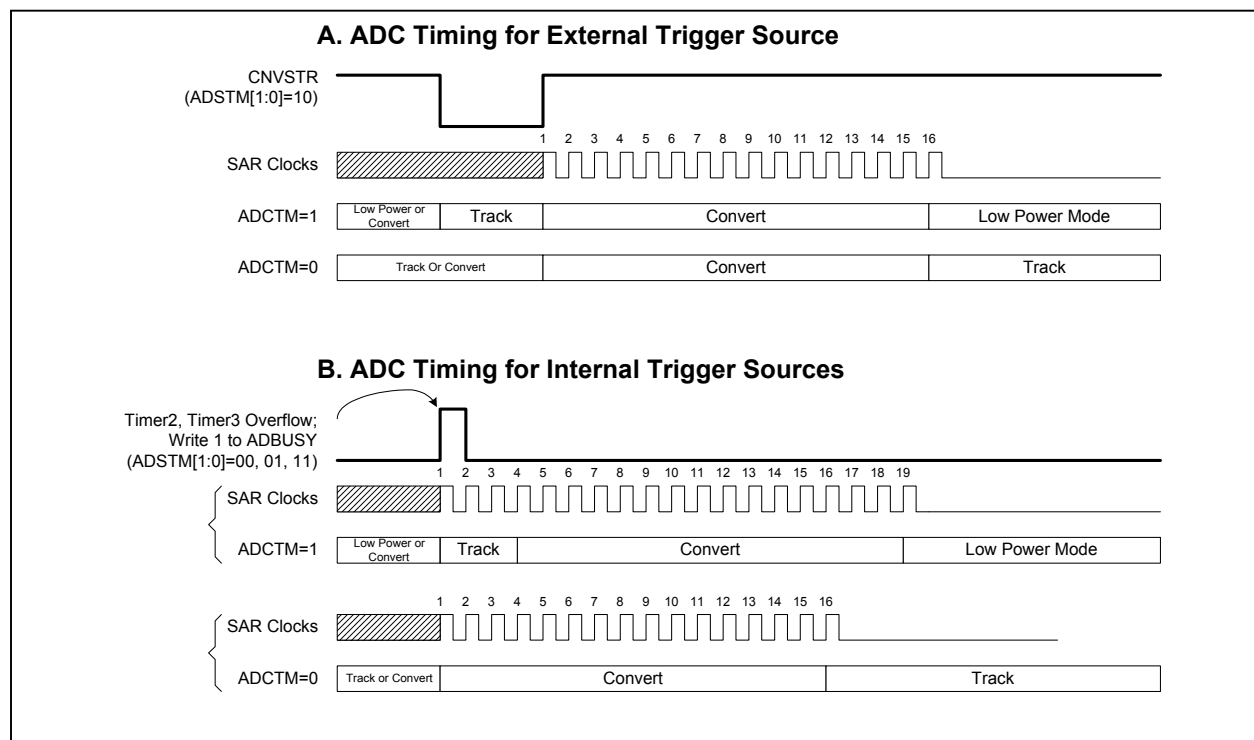 A. ADC Timing for External Trigger Source
CNVSTR
(ADSTM[1:0]=10)
1 2 3 4 5 6 7 8 9 10 11 12 13 14 15 16
SAR Clocks
ADCTM=1
Low Power or
Convert
Track
Convert
Low Power Mode
ADCTM=0
Track Or Convert
Convert
Track
B. ADC Timing for Internal Trigger Sources
Timer2, Timer3 Overflow;
Write 1 to ADBUSY
(ADSTM[1:0]=00, 01, 11)
1 2 3 4 5 6 7 8 9 10 11 12 13 14 15 16 17 18 19
SAR Clocks
ADCTM=1
Low Power or
Convert
Track
Convert
Low Power Mode
1 2 3 4 5 6 7 8 9 10 11 12 13 14 15 16
SAR Clocks
ADCTM=0
Track or Convert
Convert
Track